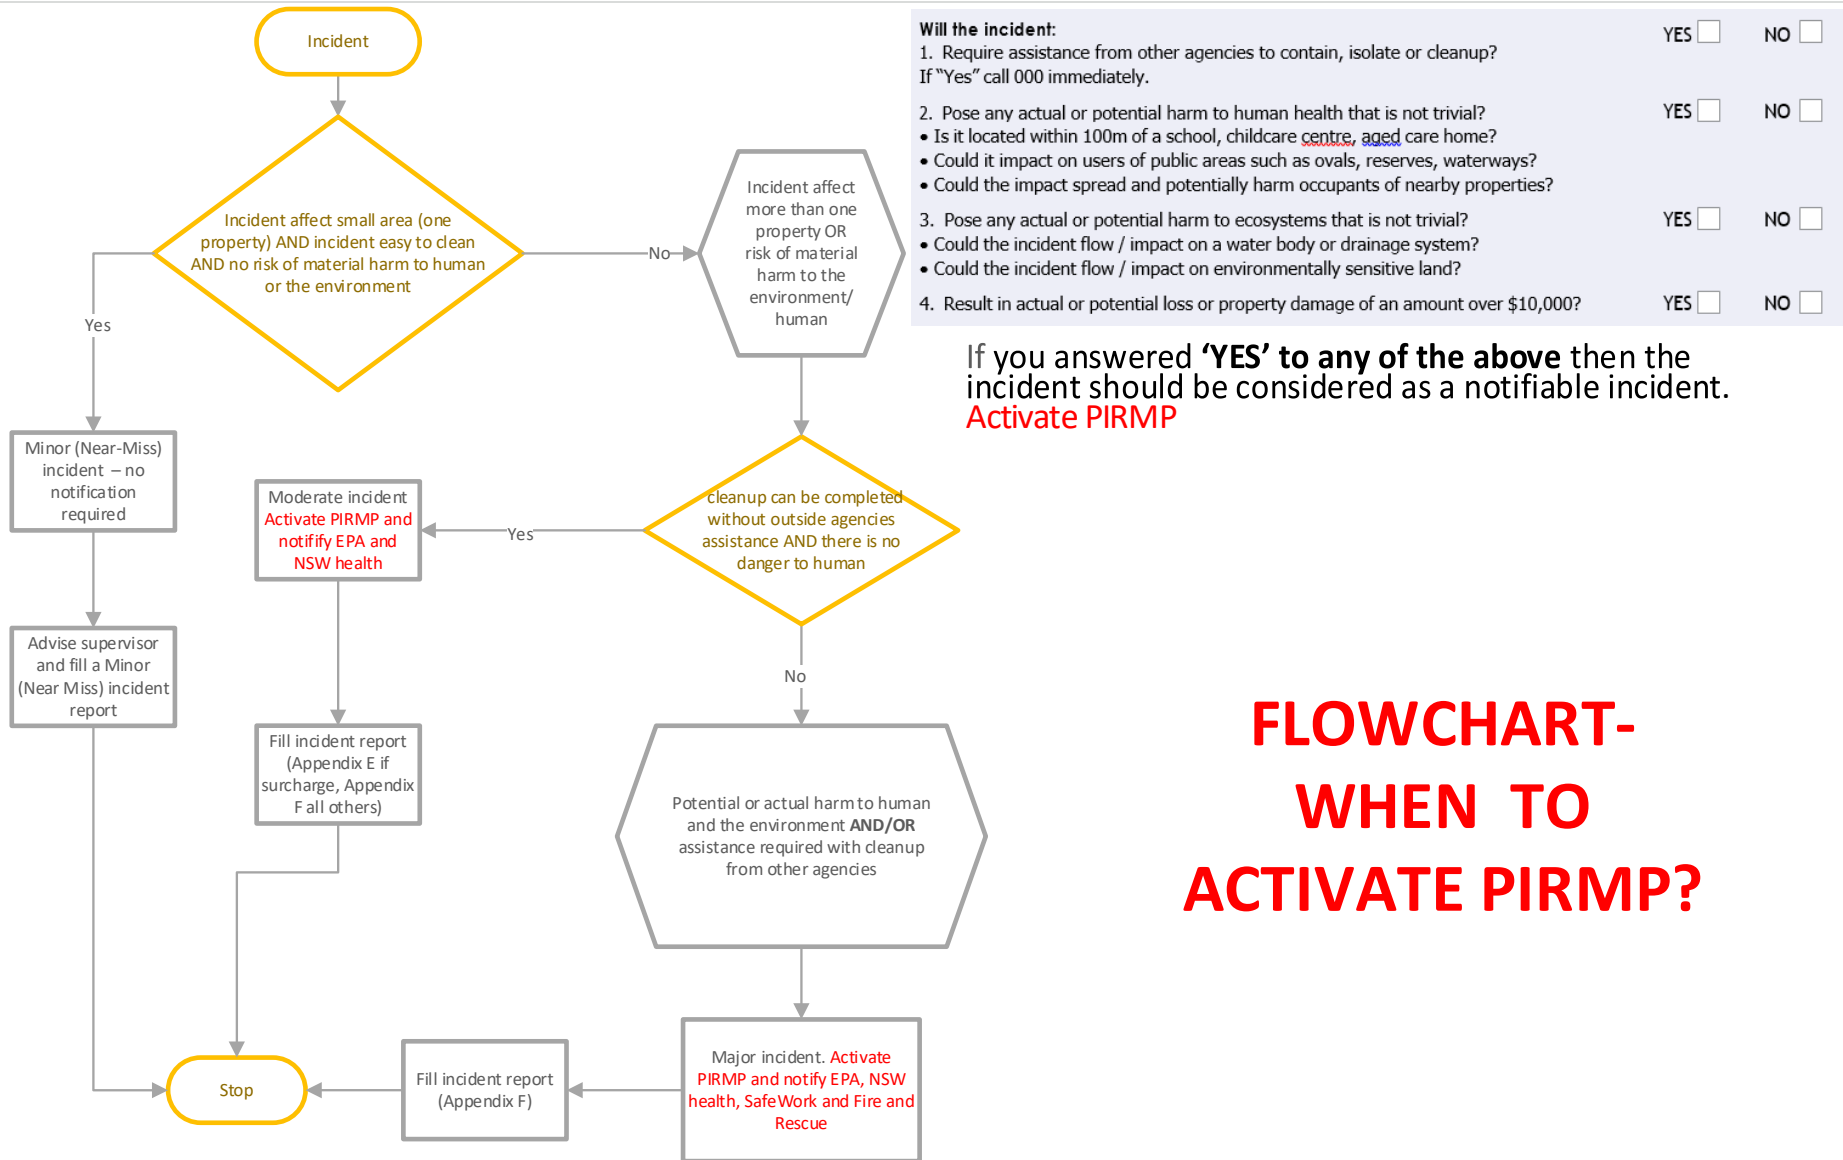 Incident
Incident affect small area (one
property) AND incident easy to clean
AND no risk of material harm to human
or the environment
Yes
No
Minor (Near-Miss)
incident – no
notification
required
Advise supervisor
and fill a Minor
(Near Miss) incident
report
Incident affect
more than one
property OR
risk of material
harm to the
environment/
human
cleanup can be completed
without outside agencies
assistance AND there is no
danger to human
Yes
No
Moderate incident
Activate PIRMP and
notifify EPA and
NSW health
Fill incident report
(Appendix E if
surcharge, Appendix
F all others)
Potential or actual harm to human
and the environment AND/OR
assistance required with cleanup
from other agencies
Major incident. Activate
PIRMP and notify EPA, NSW
health, SafeWork and Fire and
Rescue
Fill incident report
(Appendix F)
Stop
Will the incident:
YES NO
1. Require assistance from other agencies to contain, isolate or cleanup?
If "Yes" call 000 immediately.
2. Pose any actual or potential harm to human health that is not trivial? YES NO
• Is it located within 100m of a school, childcare centre, aged care home?
• Could it impact on users of public areas such as ovals, reserves, waterways?
• Could the impact spread and potentially harm occupants of nearby properties?
3. Pose any actual or potential harm to ecosystems that is not trivial? YES NO
• Could the incident flow / impact on a water body or drainage system?
• Could the incident flow / impact on environmentally sensitive land?
4. Result in actual or potential loss or property damage of an amount over $10,000? YES NO
If you answered ‘YES’ to any of the above then the
incident should be considered as a notifiable incident.
Activate PIRMP
FLOWCHART-
WHEN TO
ACTIVATE PIRMP?